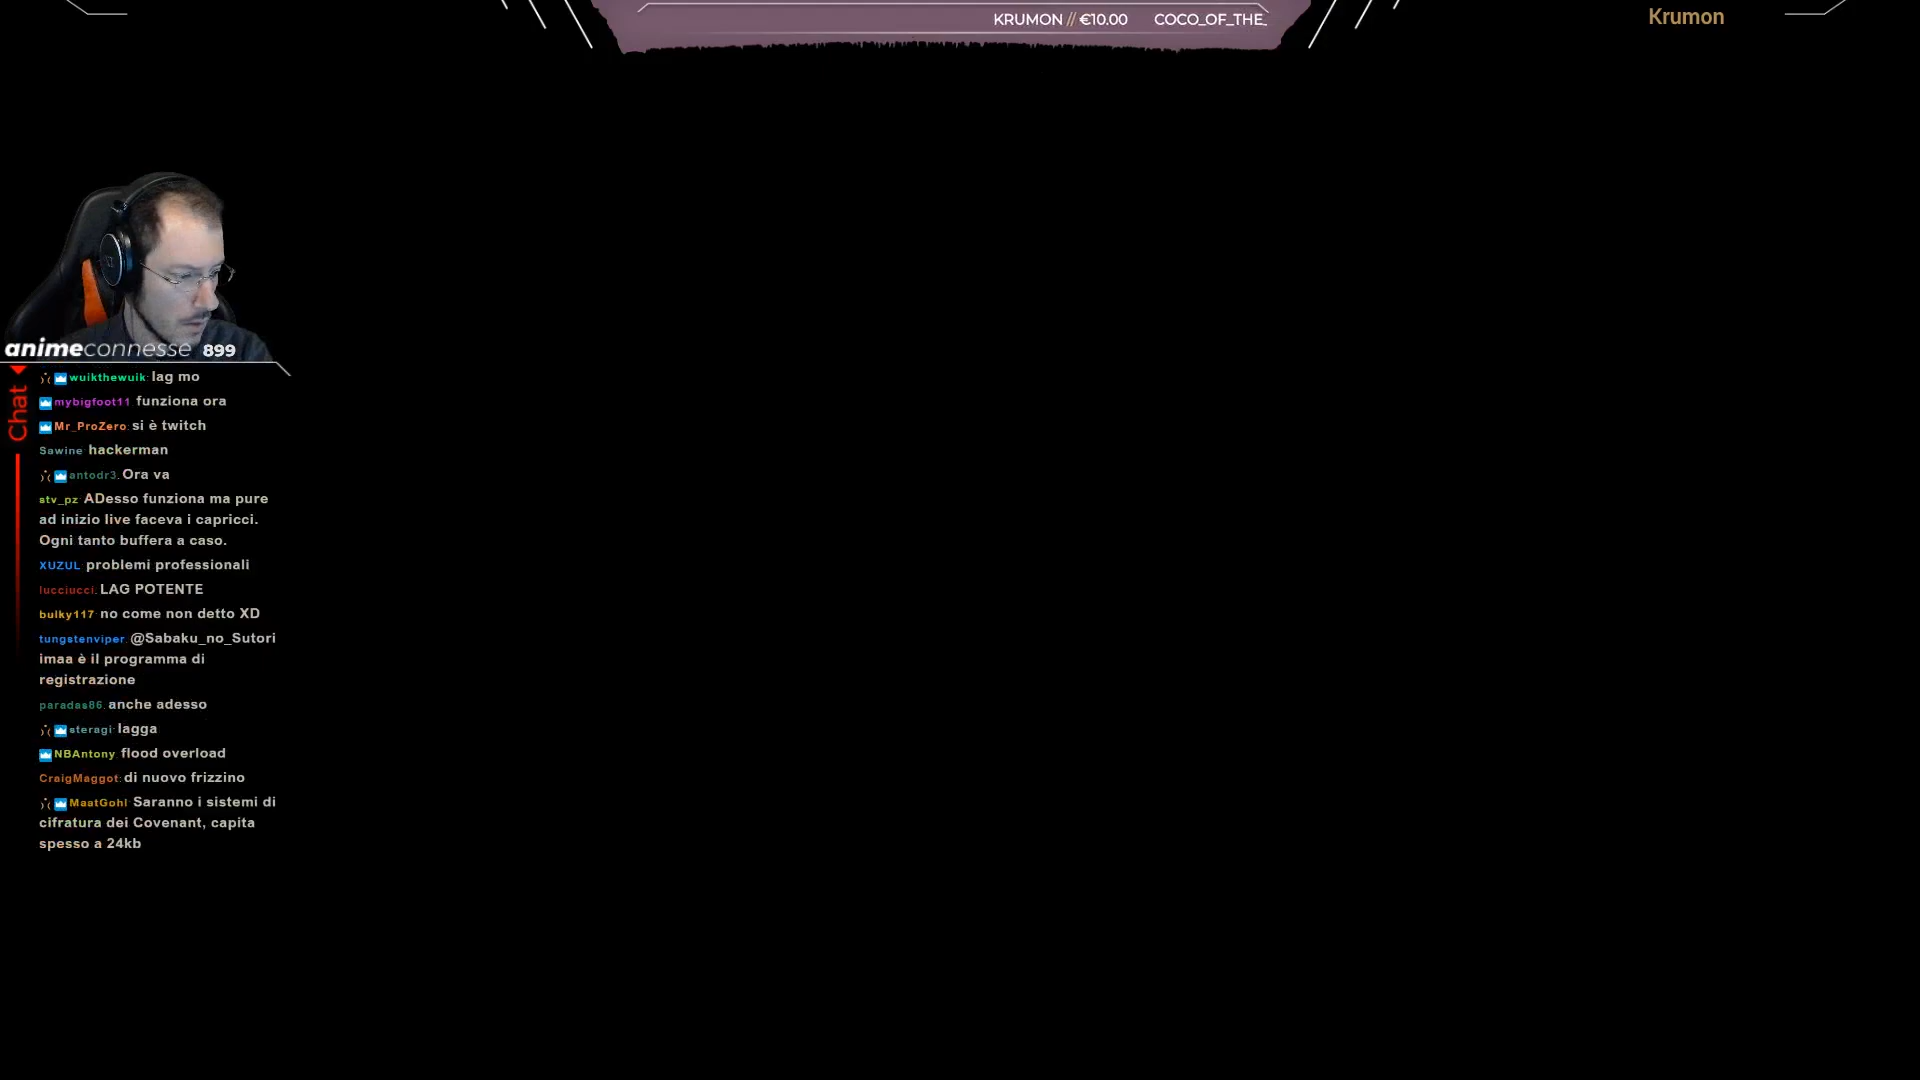 KRUMON // €10.00 COCO_OF_THE_
Krumon
animeconnesse 899
Chat
wuikthewuik: lag mo
mybigfoot11 funziona ora
Mr_ProZero: si è twitch
Sawine hackerman
antodr3. Ora va
stv_pz: ADesso funziona ma pure
ad inizio live faceva i capricci.
Ogni tanto buffera a caso.
XUZUL: problemi professionali
lucciucci: LAG POTENTE
bulky117: no come non detto XD
tungstenviper: @Sabaku_no_Sutori
imaa è il programma di
registrazione
paradas86. anche adesso
steragi: lagga
NBAntony. flood overload
CraigMaggot: di nuovo frizzino
MastGohl: Saranno i sistemi di
cifratura dei Covenant, capita
spesso a 24kb